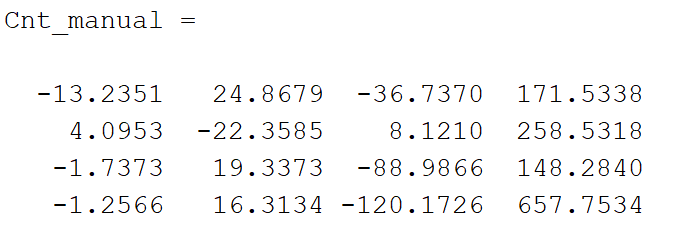 Cnt_manual =
-13.2351 24.8679 -36.7370 171.5338
4.0953 -22.3585 8.1210 258.5318
-1.7373 19.3373 -88.9866 148.2840
-1.2566 16.3134 -120.1726 657.7534